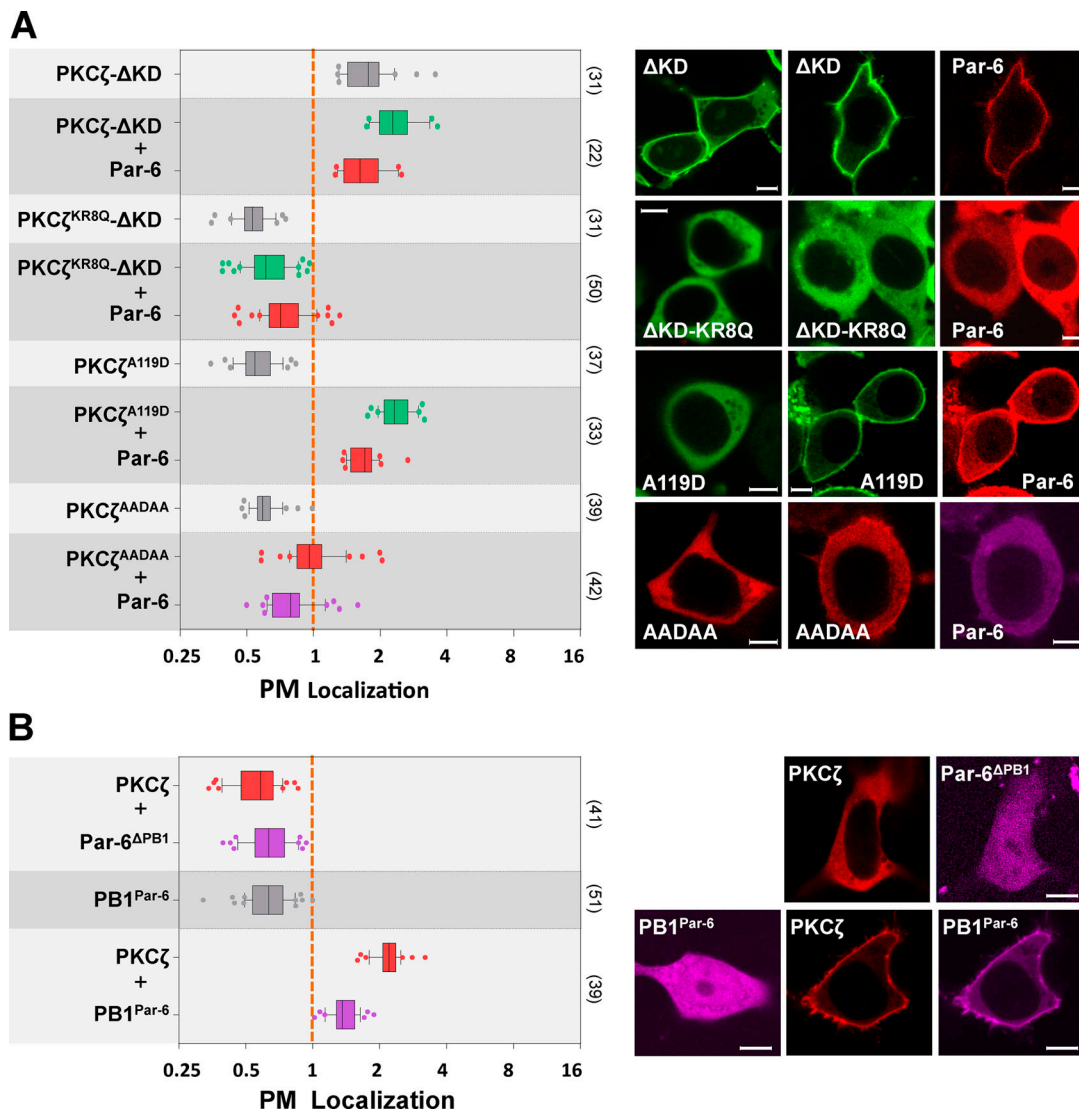 A
PKCζ-ΔKD
(31)
PKCζ-ΔKD
+
Par-6
(22)
PKCζKR8Q-ΔKD
(31)
PKCζKR8Q-ΔKD
+
Par-6
(50)
PKCζA119D
(37)
PKCζA119D
+
Par-6
(33)
PKCζAADAA
(39)
PKCζAADAA
+
Par-6
(42)
0.25 0.5 1 2 4 8 16
PM Localization
ΔKD ΔKD Par-6
ΔKD-KR8Q ΔKD-KR8Q Par-6
A119D A119D Par-6
AADAA AADAA Par-6
B
PKCζ
+
Par-6ΔPB1
(41)
PB1Par-6
(51)
PKCζ
+
PB1Par-6
(39)
0.25 0.5 1 2 4 8 16
PM Localization
PKCζ Par-6ΔPB1
PB1Par-6 PKCζ PB1Par-6